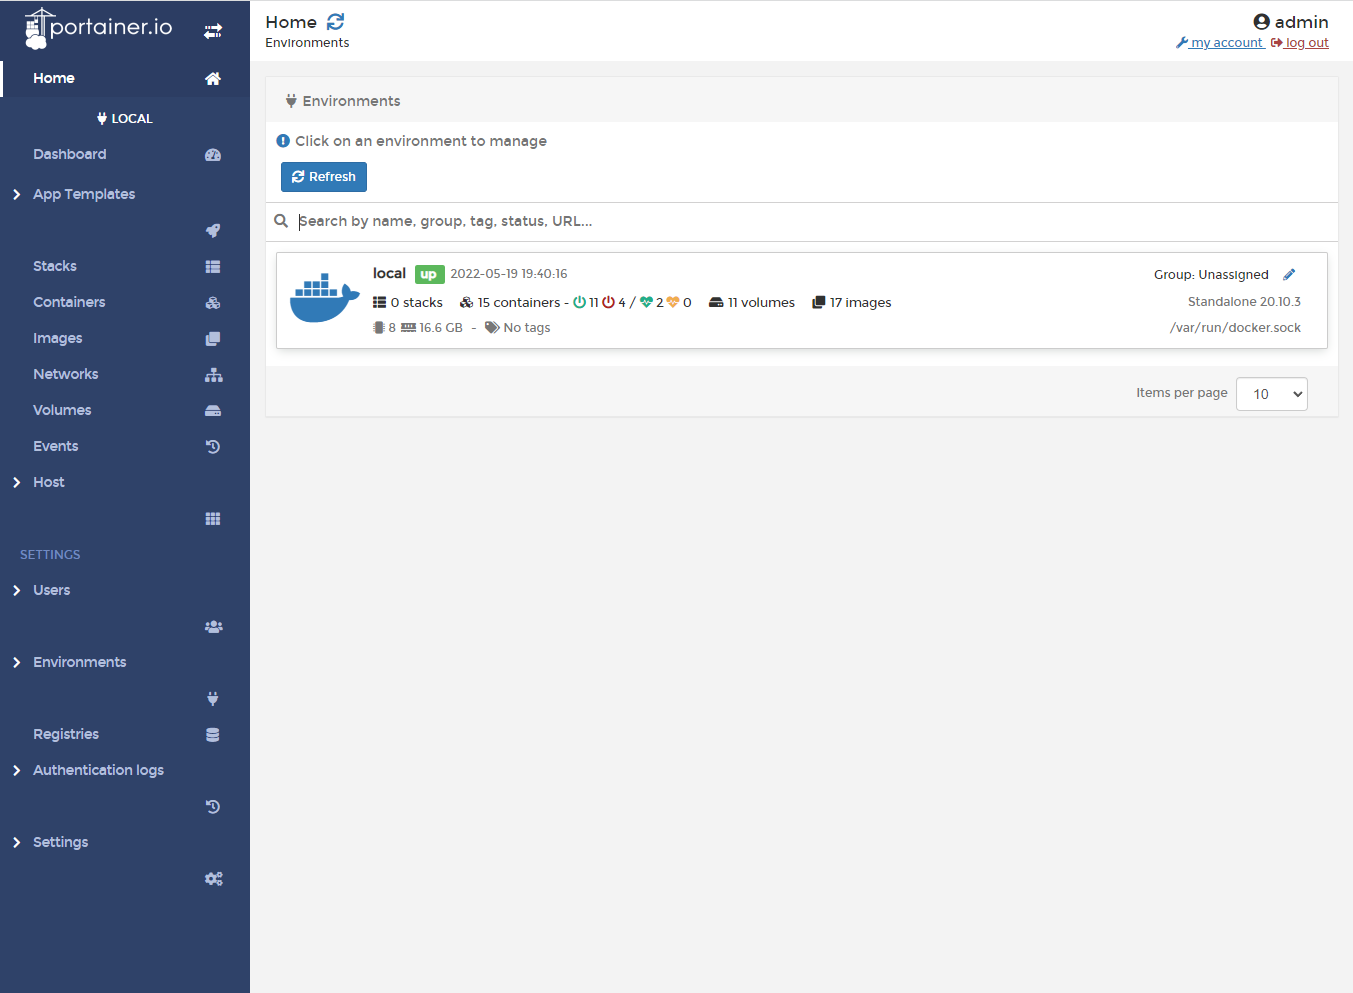 portainer.io
Home
LOCAL
Dashboard
App Templates
Stacks
Containers
Images
Networks
Volumes
Events
Host
SETTINGS
Users
Environments
Registries
Authentication logs
Settings
Home
Environments
admin
my account log out
Environments
Click on an environment to manage
Refresh
Search by name, group, tag, status, URL...
local up 2022-05-19 19:40:16
Group: Unassigned
0 stacks 15 containers - 11 4 / 2 0 11 volumes 17 images
Standalone 20.10.3
8 16.6 GB - No tags
/var/run/docker.sock
Items per page 10